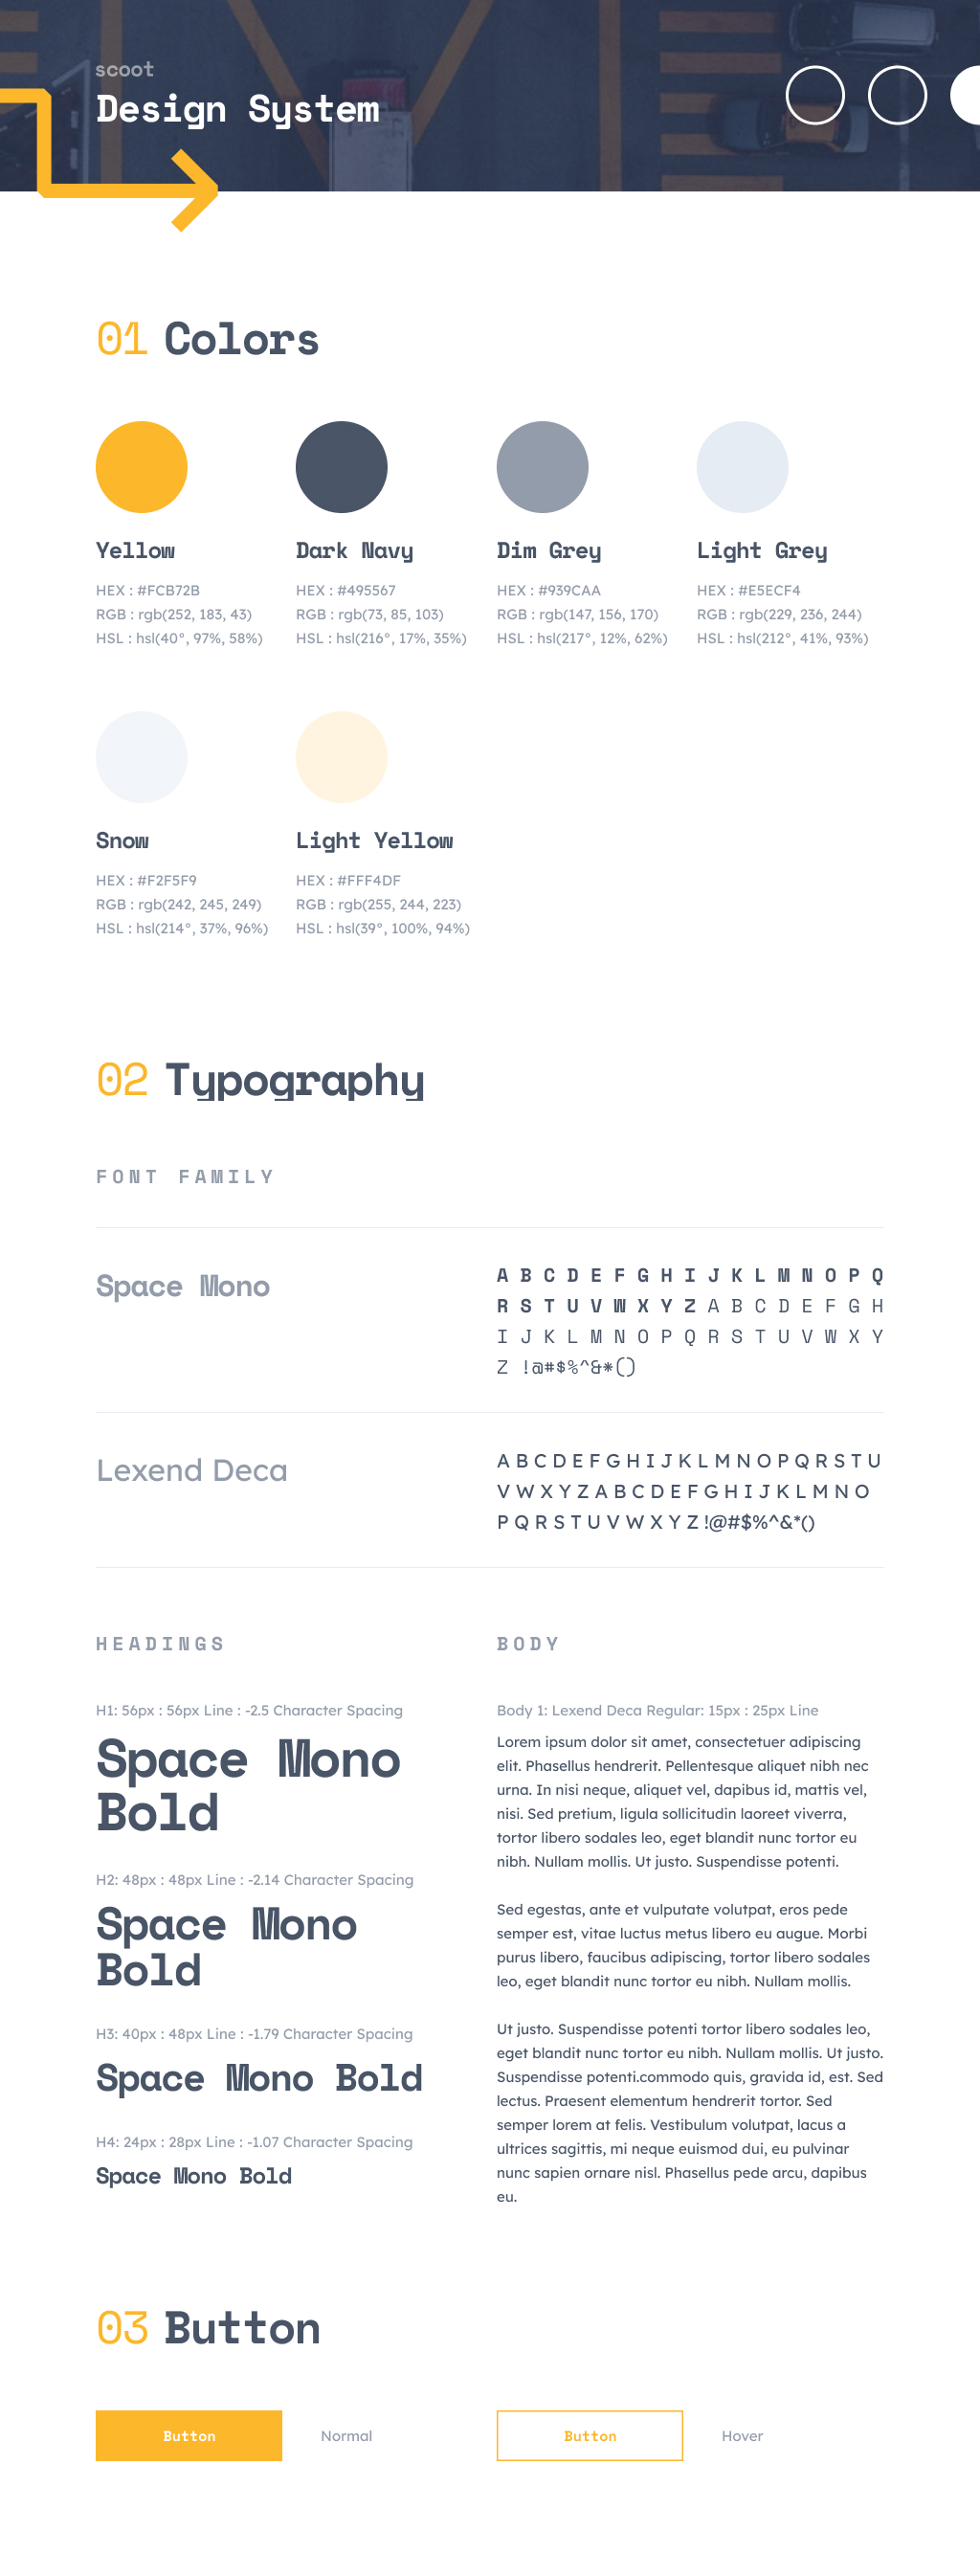 scoot
Design System
01 Colors
Yellow
HEX : #FCB72B
RGB : rgb(252, 183, 43)
HSL : hsl(40°, 97%, 58%)
Dark Navy
HEX : #495567
RGB : rgb(73, 85, 103)
HSL : hsl(216°, 17%, 35%)
Dim Grey
HEX : #939CAA
RGB : rgb(147, 156, 170)
HSL : hsl(217°, 12%, 62%)
Light Grey
HEX : #E5ECF4
RGB : rgb(229, 236, 244)
HSL : hsl(212°, 41%, 93%)
Snow
HEX : #F2F5F9
RGB : rgb(242, 245, 249)
HSL : hsl(214°, 37%, 96%)
Light Yellow
HEX : #FFF4DF
RGB : rgb(255, 244, 223)
HSL : hsl(39°, 100%, 94%)
02 Typography
FONT FAMILY
Space Mono
A B C D E F G H I J K L M N O P Q
R S T U V W X Y Z A B C D E F G H
I J K L M N O P Q R S T U V W X Y
Z !@#$%^&*()
Lexend Deca
A B C D E F G H I J K L M N O P Q R S T U
V W X Y Z A B C D E F G H I J K L M N O
P Q R S T U V W X Y Z !@#$%^&*()
HEADINGS
H1: 56px : 56px Line : -2.5 Character Spacing
Space Mono
Bold
H2: 48px : 48px Line : -2.14 Character Spacing
Space Mono
Bold
H3: 40px : 48px Line : -1.79 Character Spacing
Space Mono Bold
H4: 24px : 28px Line : -1.07 Character Spacing
Space Mono Bold
BODY
Body 1: Lexend Deca Regular: 15px : 25px Line
Lorem ipsum dolor sit amet, consectetuer adipiscing
elit. Phasellus hendrerit. Pellentesque aliquet nibh nec
urna. In nisi neque, aliquet vel, dapibus id, mattis vel,
nisi. Sed pretium, ligula sollicitudin laoreet viverra,
tortor libero sodales leo, eget blandit nunc tortor eu
nibh. Nullam mollis. Ut justo. Suspendisse potenti.
Sed egestas, ante et vulputate volutpat, eros pede
semper est, vitae luctus metus libero eu augue. Morbi
purus libero, faucibus adipiscing, tortor libero sodales
leo, eget blandit nunc tortor eu nibh. Nullam mollis.
Ut justo. Suspendisse potenti tortor libero sodales leo,
eget blandit nunc tortor eu nibh. Nullam mollis. Ut justo.
Suspendisse potenti.commodo quis, gravida id, est. Sed
lectus. Praesent elementum hendrerit tortor. Sed
semper lorem at felis. Vestibulum volutpat, lacus a
ultrices sagittis, mi neque euismod dui, eu pulvinar
nunc sapien ornare nisl. Phasellus pede arcu, dapibus
eu.
03 Button
Button
Normal
Button
Hover